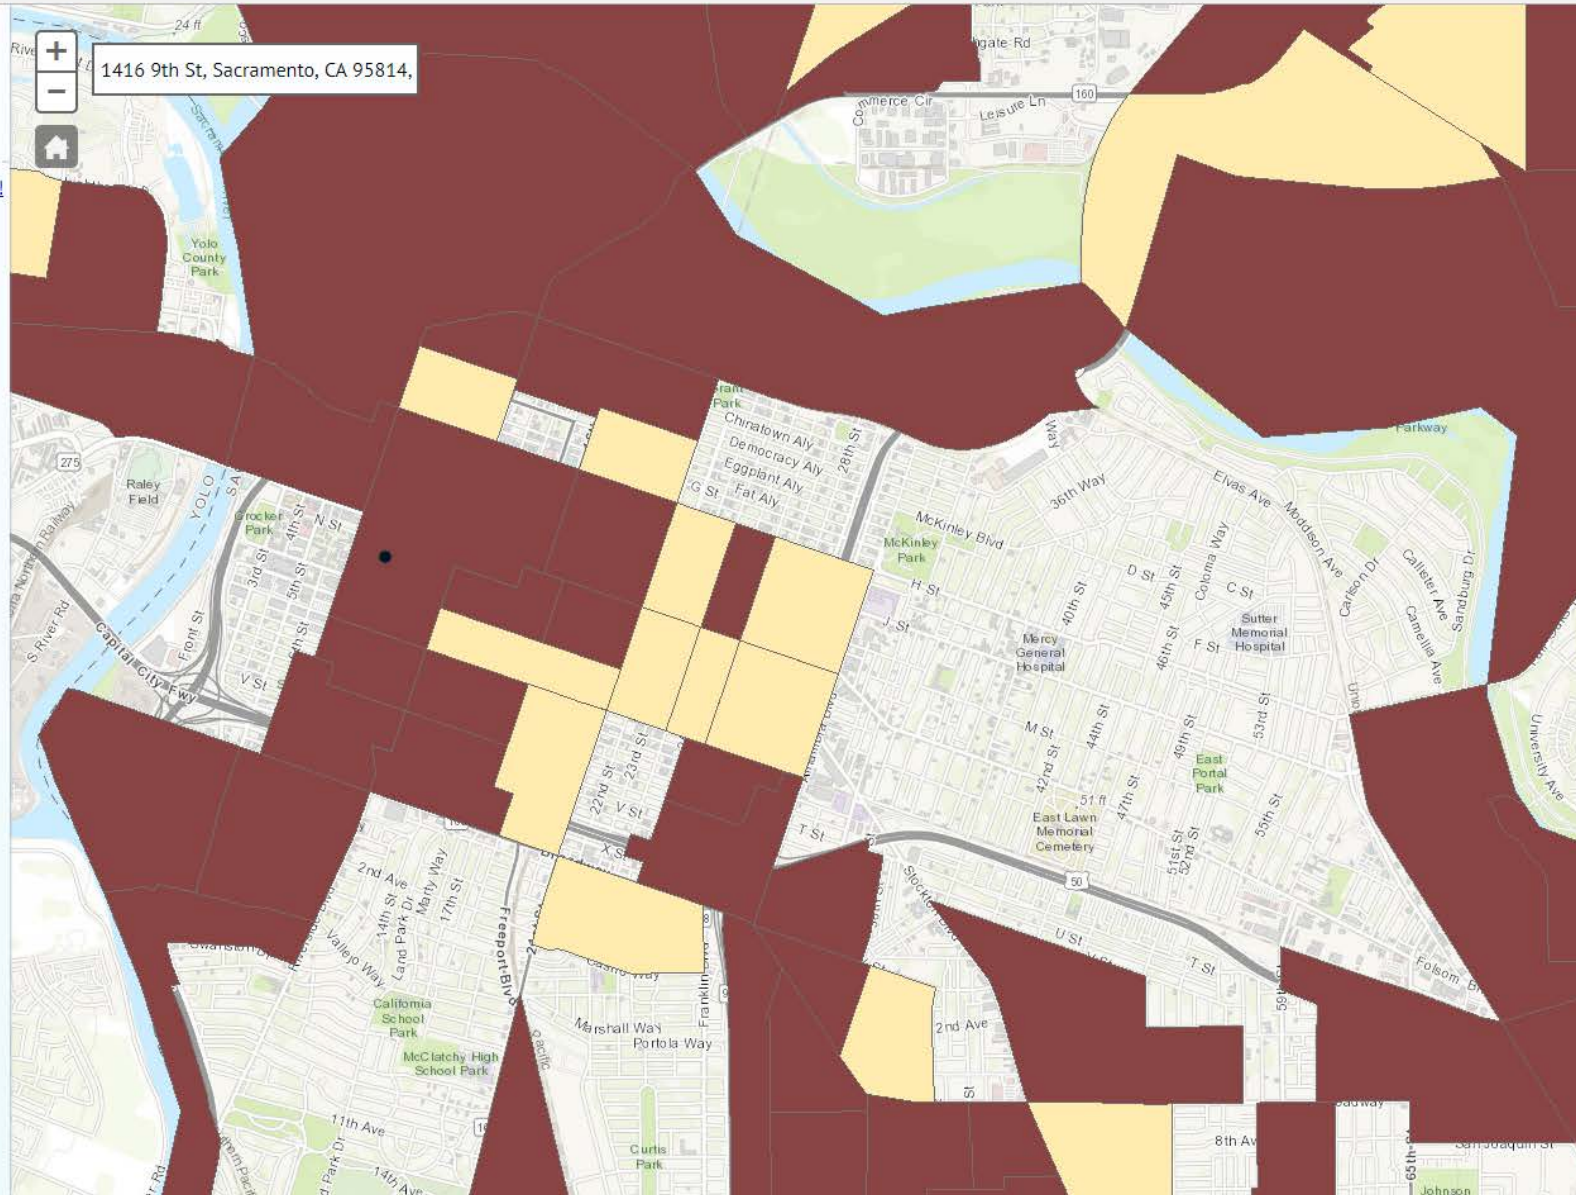 24 ft
+
1416 9th St, Sacramento, CA 95814,
−
160
Commerce Cir
Leisure Ln
Yolo
County
Park
Park
Chinatown Aly
Democracy Aly
Eggplant Aly
Fat Aly
G St
28th St
Way
36th Way
Parkway
Elvas Ave
Moddison Ave
275
Raley
Field
YOLO
Crocker
Park
4th St
N St
3rd St
5th St
McKinley Blvd
McKinley
Park
H St
J St
D St
45th St
Coloma Way
C St
Carlson Dr
Callister Ave
Camellia Ave
Sandburg Dr
40th St
46th St
F St
Sutter
Memorial
Hospital
Mercy
General
Hospital
S River Rd
Capital City Fwy
Front St
V St
M St
44th St
42nd St
49th St
53rd St
East
Portal
Park
47th St
55th St
University Ave
22nd St
23rd St
V St
X St
T St
51 ft
East Lawn
Memorial
Cemetery
51st St
52nd St
50
2nd Ave
14th St
Land Park Dr
Marty Way
17th St
Vallejo Way
Freeport Blvd
U St
T St
California
School
Park
McClatchy High
School Park
Marshall Way
Portola Way
2nd Ave
St
11th Ave
14th Ave
Curtis
Park
Johnson